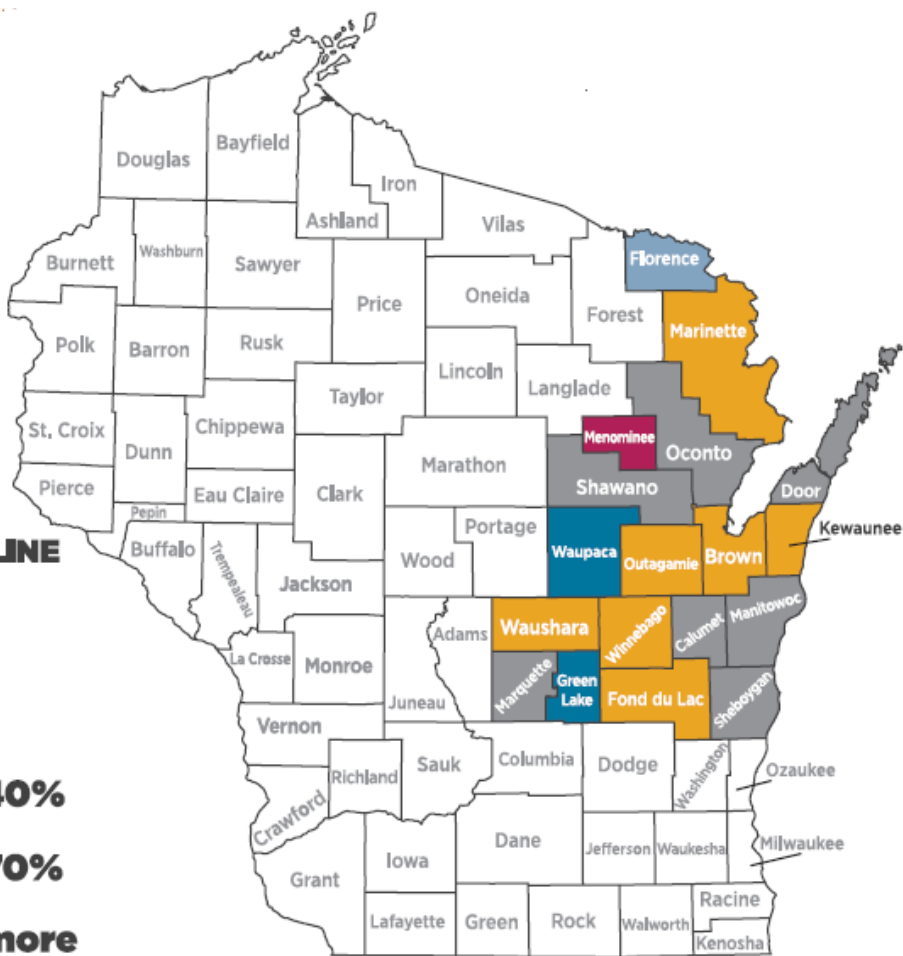 Bayfield
Douglas
Iron
Ashland
Vilas
Washburn
Burnett
Sawyer
Florence
Price
Oneida
Forest
Marinette
Polk
Barron
Rusk
Lincoln
Langlade
Taylor
St. Croix
Chippewa
Menominee
Dunn
Oconto
Marathon
Pierce
Eau Claire
Clark
Shawano
Door
Pepin
Portage
Kewaunee
Buffalo
LINE
Wood
Waupaca
Outagamie
Brown
Trempealeau
Jackson
Manitowoc
Adams
Waushara
Winnebago
Calumet
La Crosse
Monroe
Marquette
Green
Lake
Fond du Lac
Sheboygan
Juneau
Vernon
Columbia
Dodge
Washington
Ozaukee
Sauk
Richland
40%
Crawford
Dane
Milwaukee
Jefferson
Waukesha
70%
Iowa
Grant
Racine
Lafayette
Green
Rock
Walworth
more
Kenosha